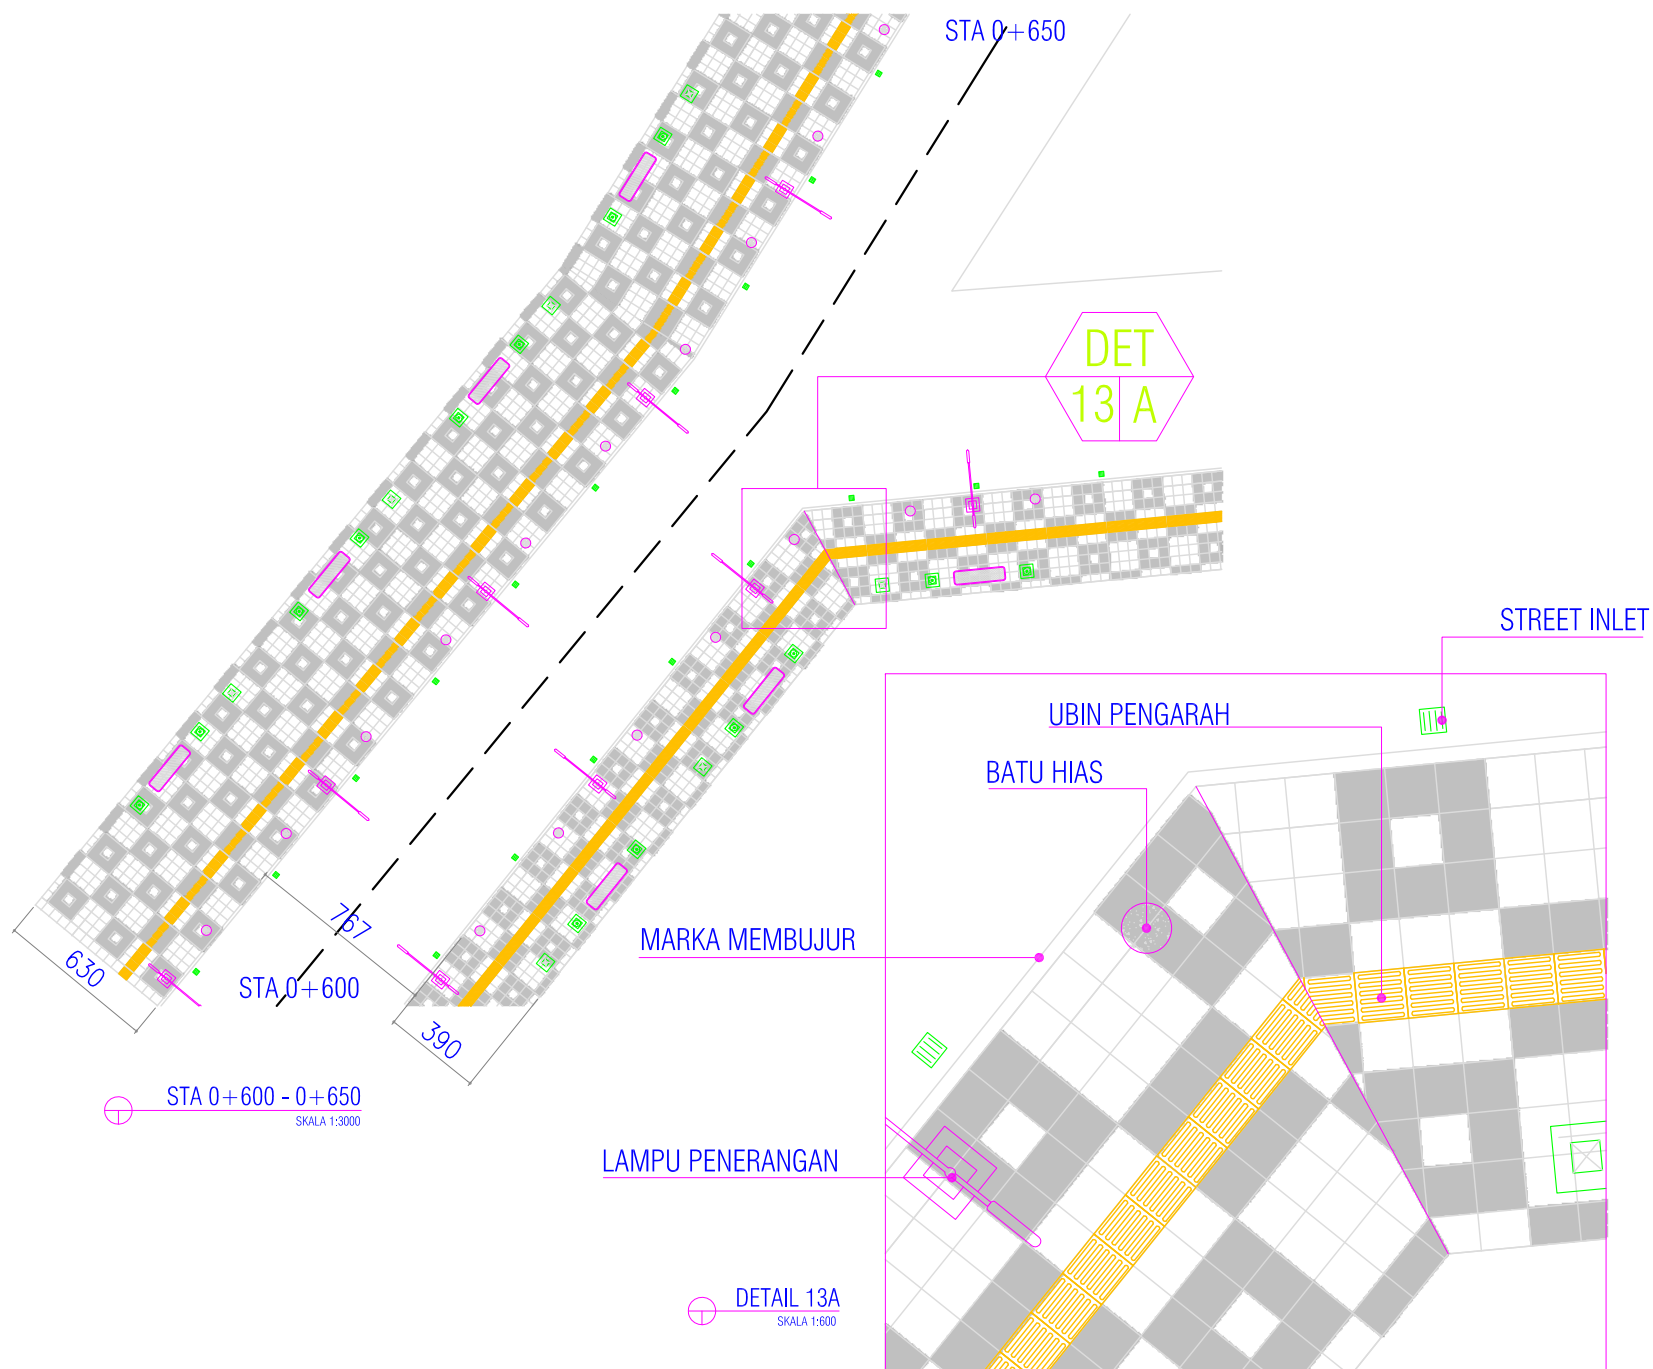 STA 0+650
DET
13 A
STREET INLET
UBIN PENGARAH
BATU HIAS
MARKA MEMBUJUR
767
630
STA 0+600
390
STA 0+600 - 0+650
SKALA 1:3000
LAMPU PENERANGAN
DETAIL 13A
SKALA 1:600